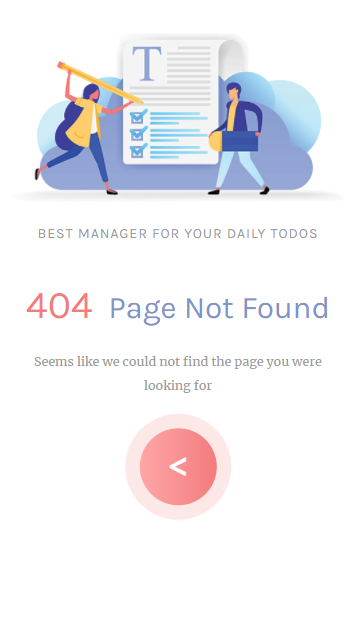 T
BEST MANAGER FOR YOUR DAILY TODOS
404 Page Not Found
Seems like we could not find the page you were
looking for
<